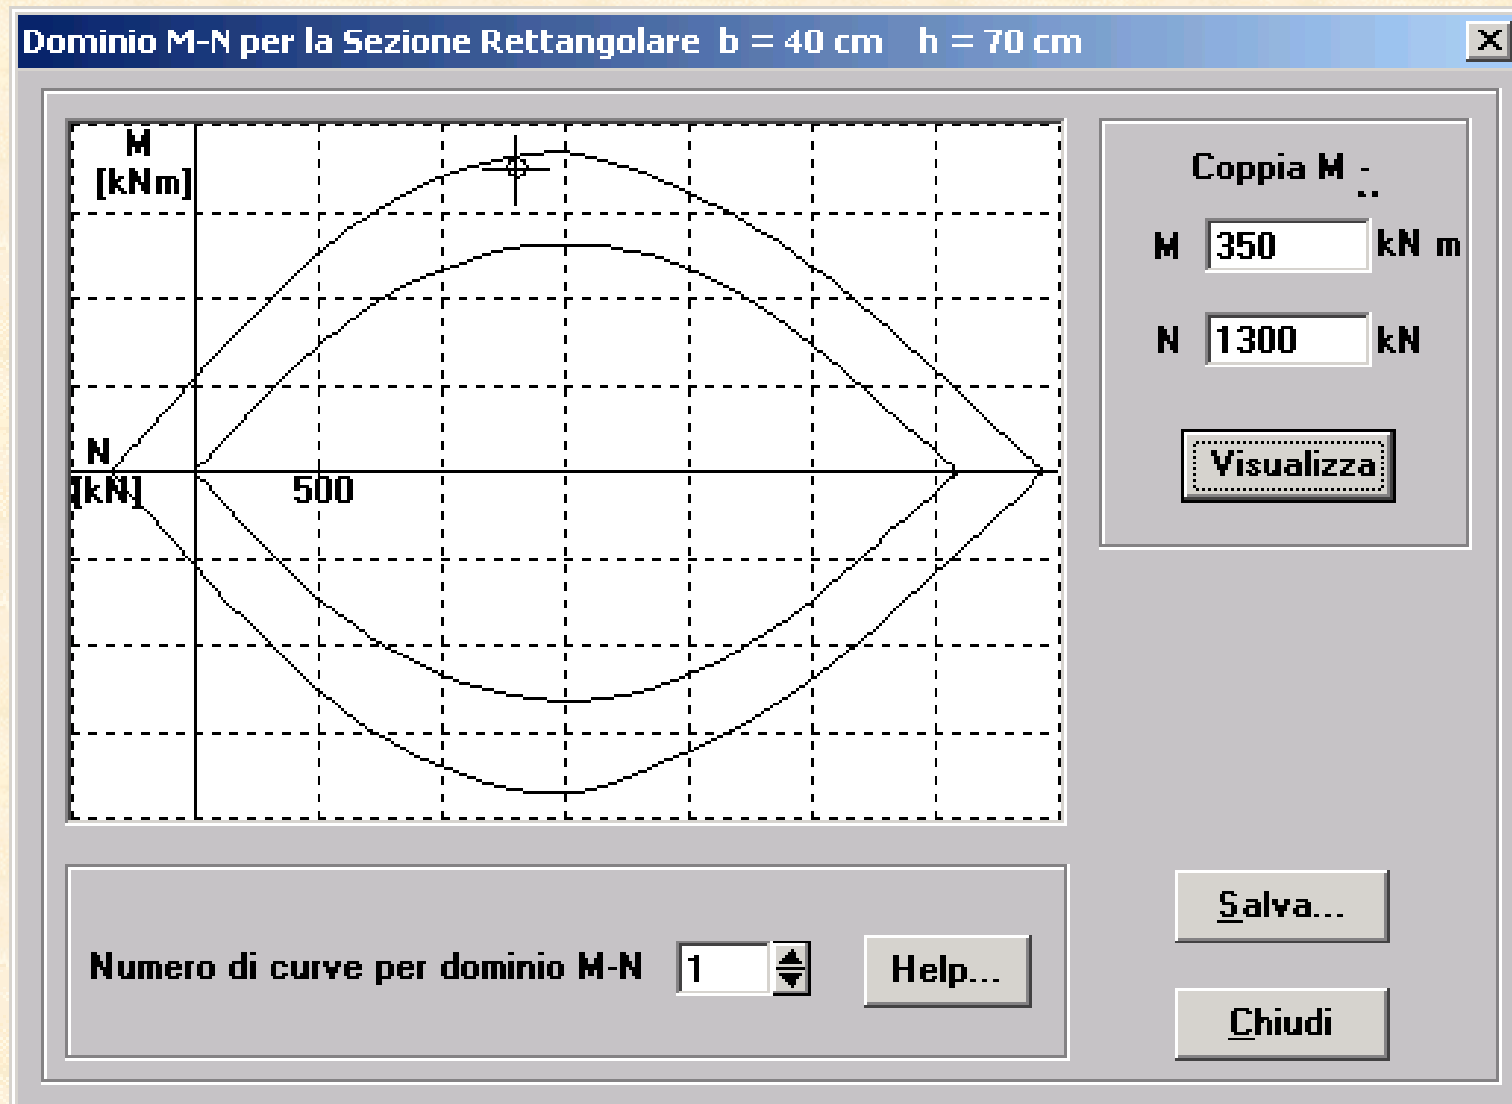 Dominio M-N per la Sezione Rettangolare b = 40 cm h = 70 cm
M
[kNm]
N
[kN]
500
Coppia M -
M 350 kN m
N 1300 kN
Visualizza
Numero di curve per dominio M-N 1 Help...
Salva...
Chiudi